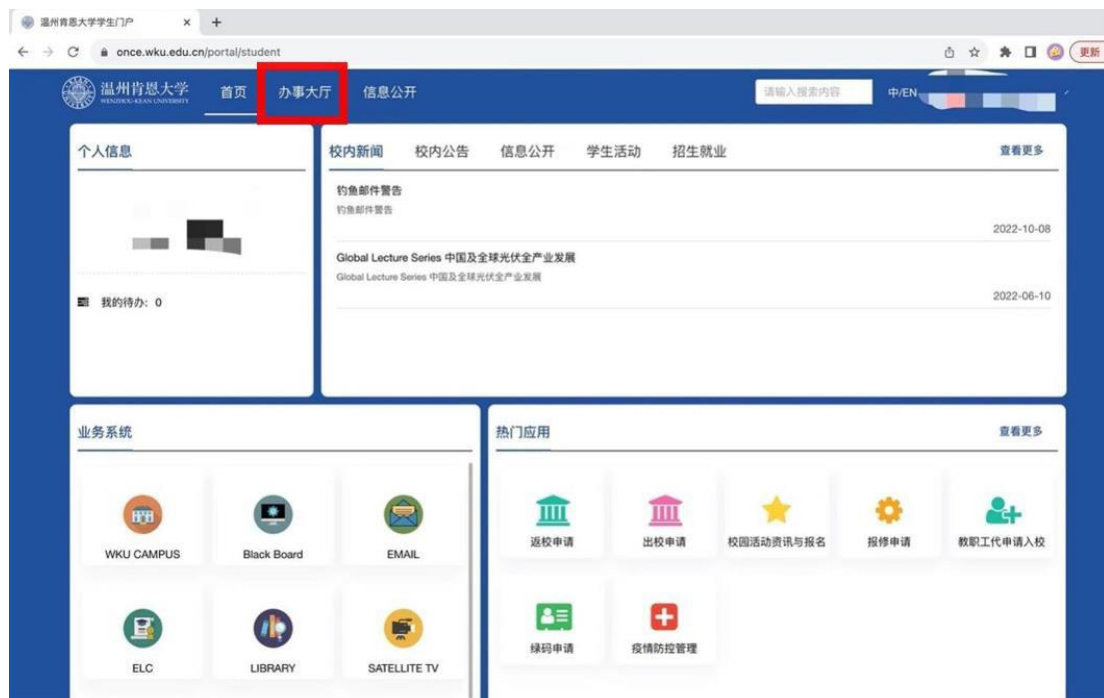 温州肯恩大学学生门户
once.wku.edu.cn/portal/student
更新
温州肯恩大学
WENZHOU-KEAN UNIVERSITY
首页 办事大厅 信息公开
请输入搜索内容
中/EN
个人信息
我的待办: 0
校内新闻 校内公告 信息公开 学生活动 招生就业 查看更多
钓鱼邮件警告
钓鱼邮件警告
2022-10-08
Global Lecture Series 中国及全球光伏全产业发展
Global Lecture Series 中国及全球光伏全产业发展
2022-06-10
业务系统
WKU CAMPUS Black Board EMAIL
ELC LIBRARY SATELLITE TV
热门应用 查看更多
返校申请 出校申请 校园活动资讯与报名 报修申请 教职工代申请入校
绿码申请 疫情防控管理